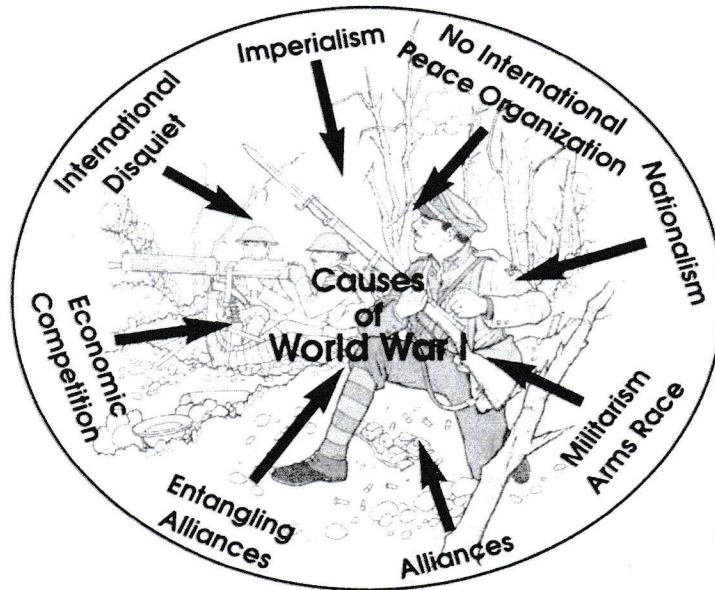 Causes
of
World War I
Imperialism
No International
Peace Organization
Nationalism
Militarism
Arms Race
Alliances
Entangling
Alliances
Economic
Competition
International
Disquiet